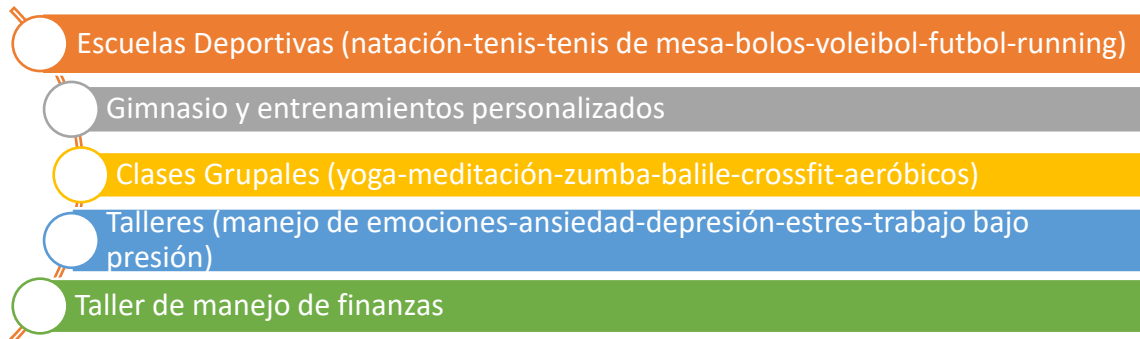 Escuelas Deportivas (natación-tenis-tenis de mesa-bolos-voleibol-futbol-running)
Gimnasio y entrenamientos personalizados
Clases Grupales (yoga-meditación-zumba-balile-crossfit-aeróbicos)
Talleres (manejo de emociones-ansiedad-depresión-estres-trabajo bajo
presión)
Taller de manejo de finanzas